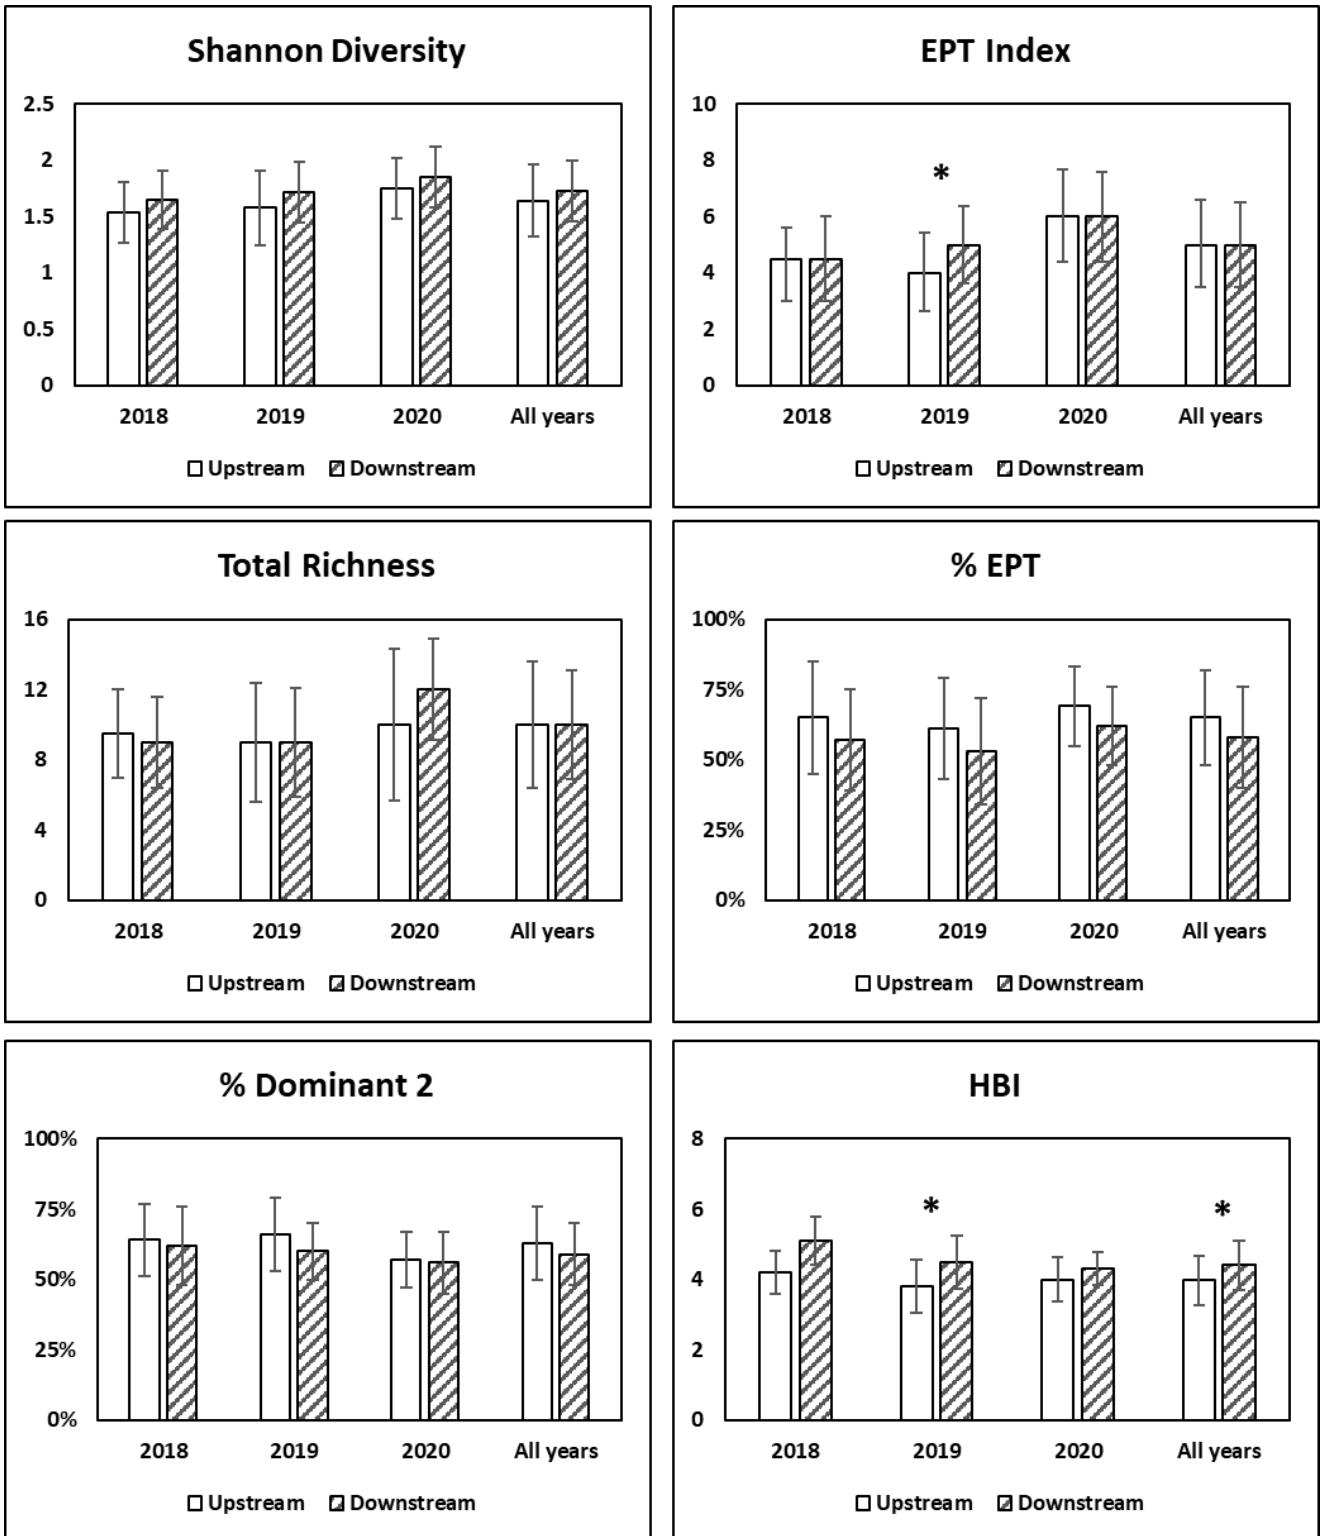 Shannon Diversity
2.5
2
1.5
1
0.5
0
2018 2019 2020 All years
Upstream Downstream
EPT Index
10
8
6
4
2
0
*
2018 2019 2020 All years
Upstream Downstream
Total Richness
16
12
8
4
0
2018 2019 2020 All years
Upstream Downstream
% EPT
100%
75%
50%
25%
0%
2018 2019 2020 All years
Upstream Downstream
% Dominant 2
100%
75%
50%
25%
0%
2018 2019 2020 All years
Upstream Downstream
HBI
8
6
4
2
0
* *
2018 2019 2020 All years
Upstream Downstream